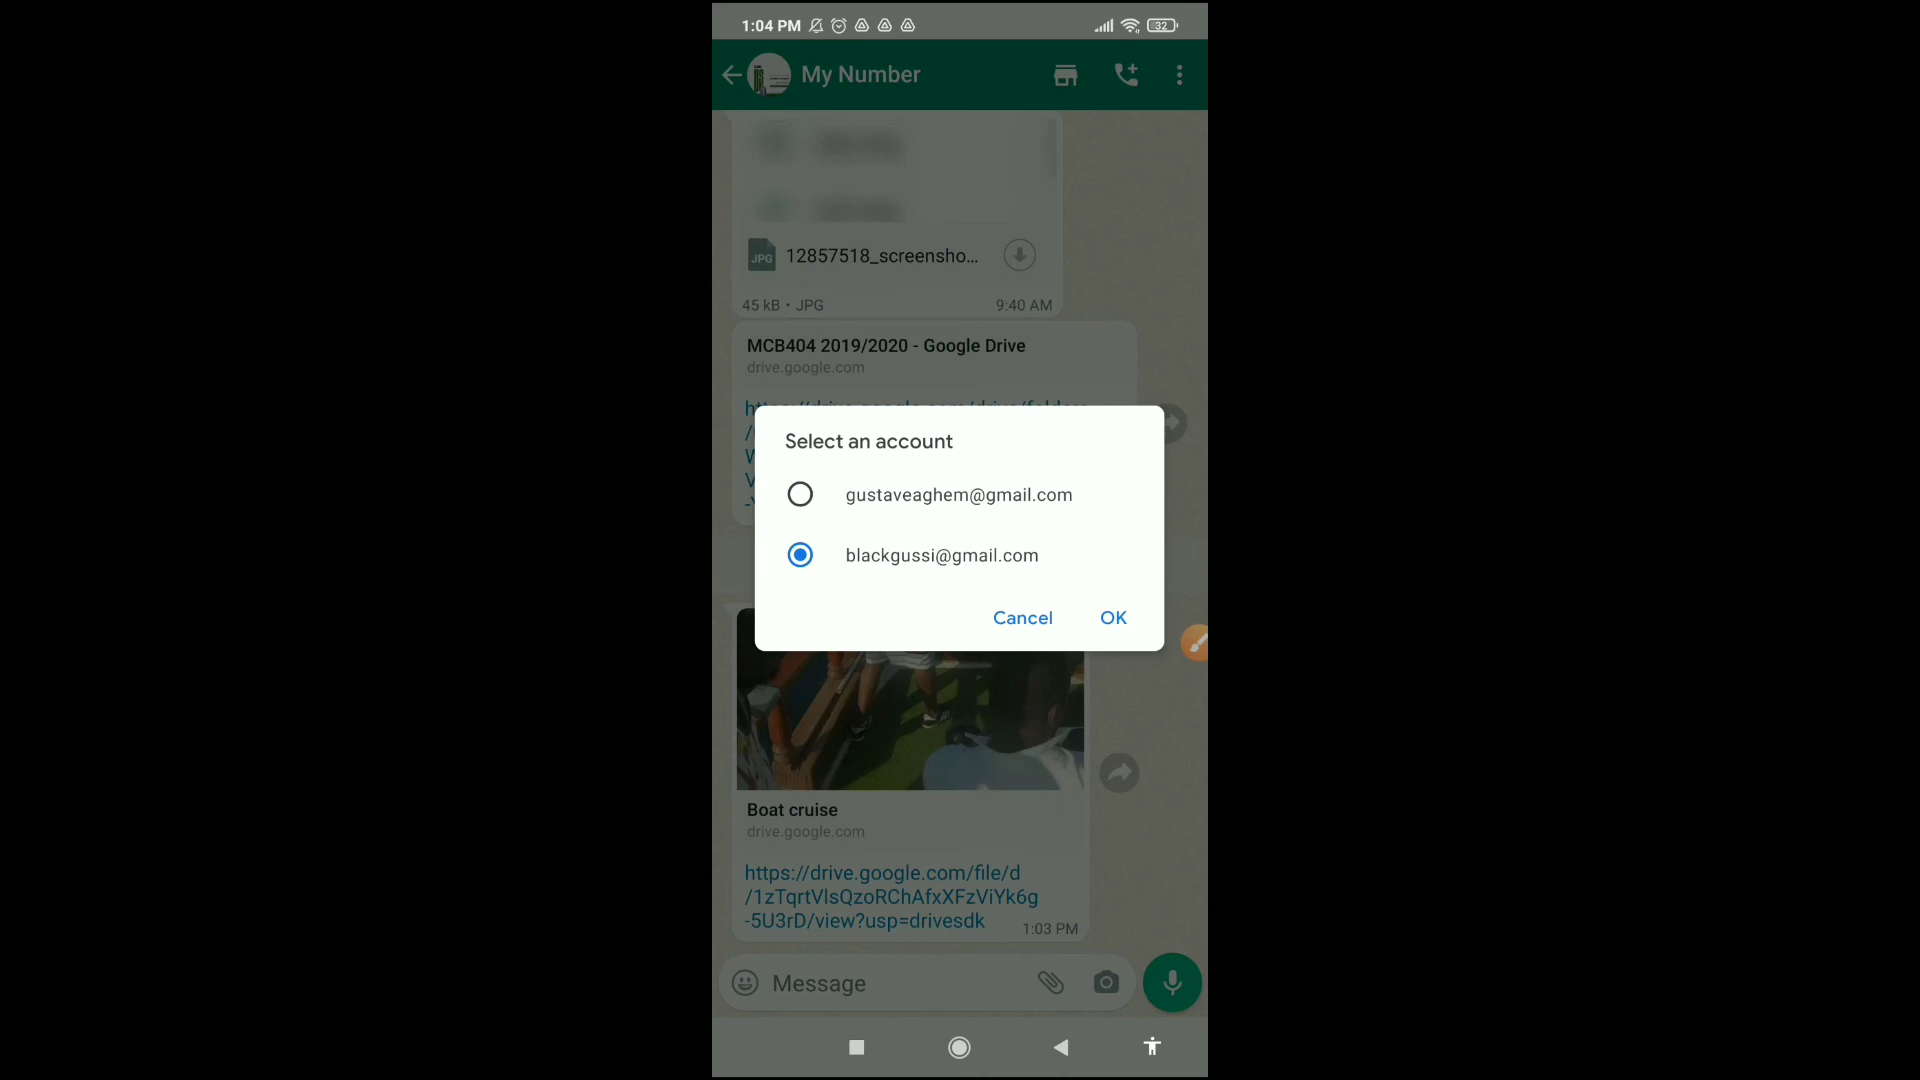 1:04 PM
32
My Number
JPG
12857518_screensho...
45 kB • JPG
9:40 AM
MCB404 2019/2020 - Google Drive
drive.google.com
Select an account
gustaveaghem@gmail.com
blackgussi@gmail.com
Cancel
OK
Boat cruise
drive.google.com
https://drive.google.com/file/d
/1zTqrtVlsQzoRChAfxXFzViYk6g
-5U3rD/view?usp=drivesdk
1:03 PM
Message